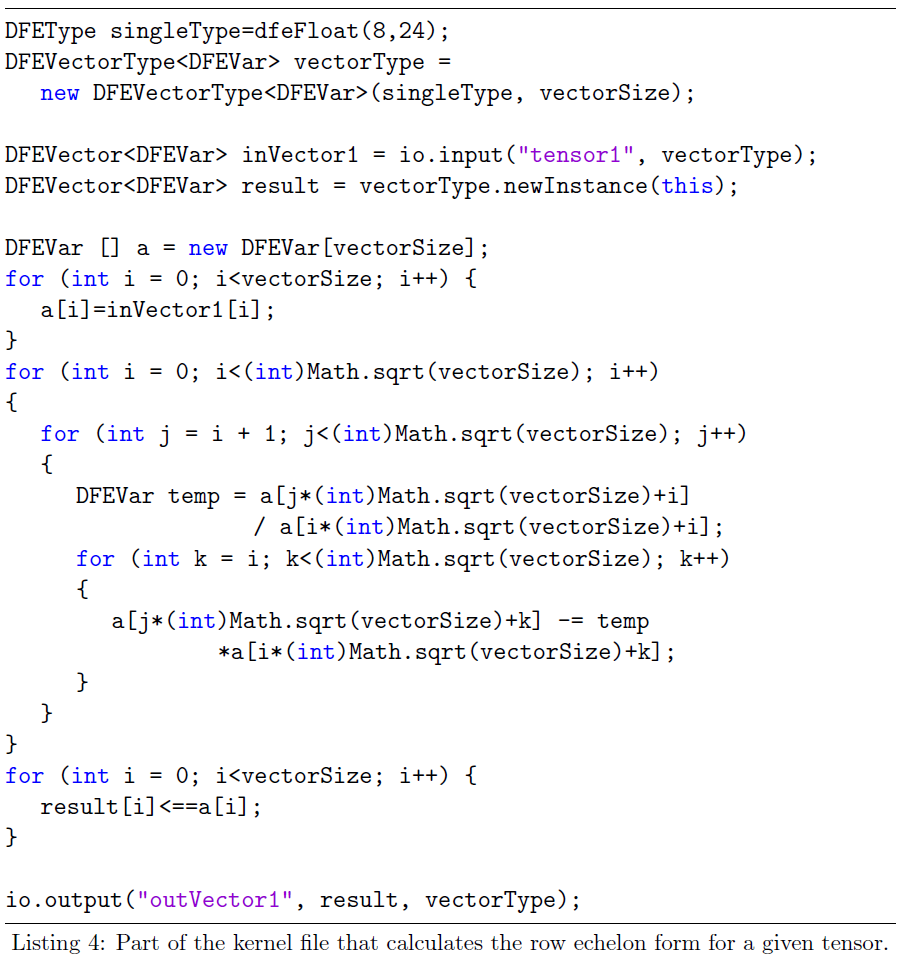 DFEType singleType=dfeFloat(8,24);
DFEVectorType<DFEVar> vectorType =
new DFEVectorType<DFEVar>(singleType, vectorSize);
DFEVector<DFEVar> inVector1 = io.input("tensor1", vectorType);
DFEVector<DFEVar> result = vectorType.newInstance(this);
DFEVar [] a = new DFEVar[vectorSize];
for (int i = 0; i<vectorSize; i++) {
a[i]=inVector1[i];
}
for (int i = 0; i<(int)Math.sqrt(vectorSize); i++)
{
for (int j = i + 1; j<(int)Math.sqrt(vectorSize); j++)
{
DFEVar temp = a[j*(int)Math.sqrt(vectorSize)+i]
/ a[i*(int)Math.sqrt(vectorSize)+i];
for (int k = i; k<(int)Math.sqrt(vectorSize); k++)
{
a[j*(int)Math.sqrt(vectorSize)+k] -= temp
*a[i*(int)Math.sqrt(vectorSize)+k];
}
}
}
for (int i = 0; i<vectorSize; i++) {
result[i]<==a[i];
}
io.output("outVector1", result, vectorType);
Listing 4: Part of the kernel file that calculates the row echelon form for a given tensor.